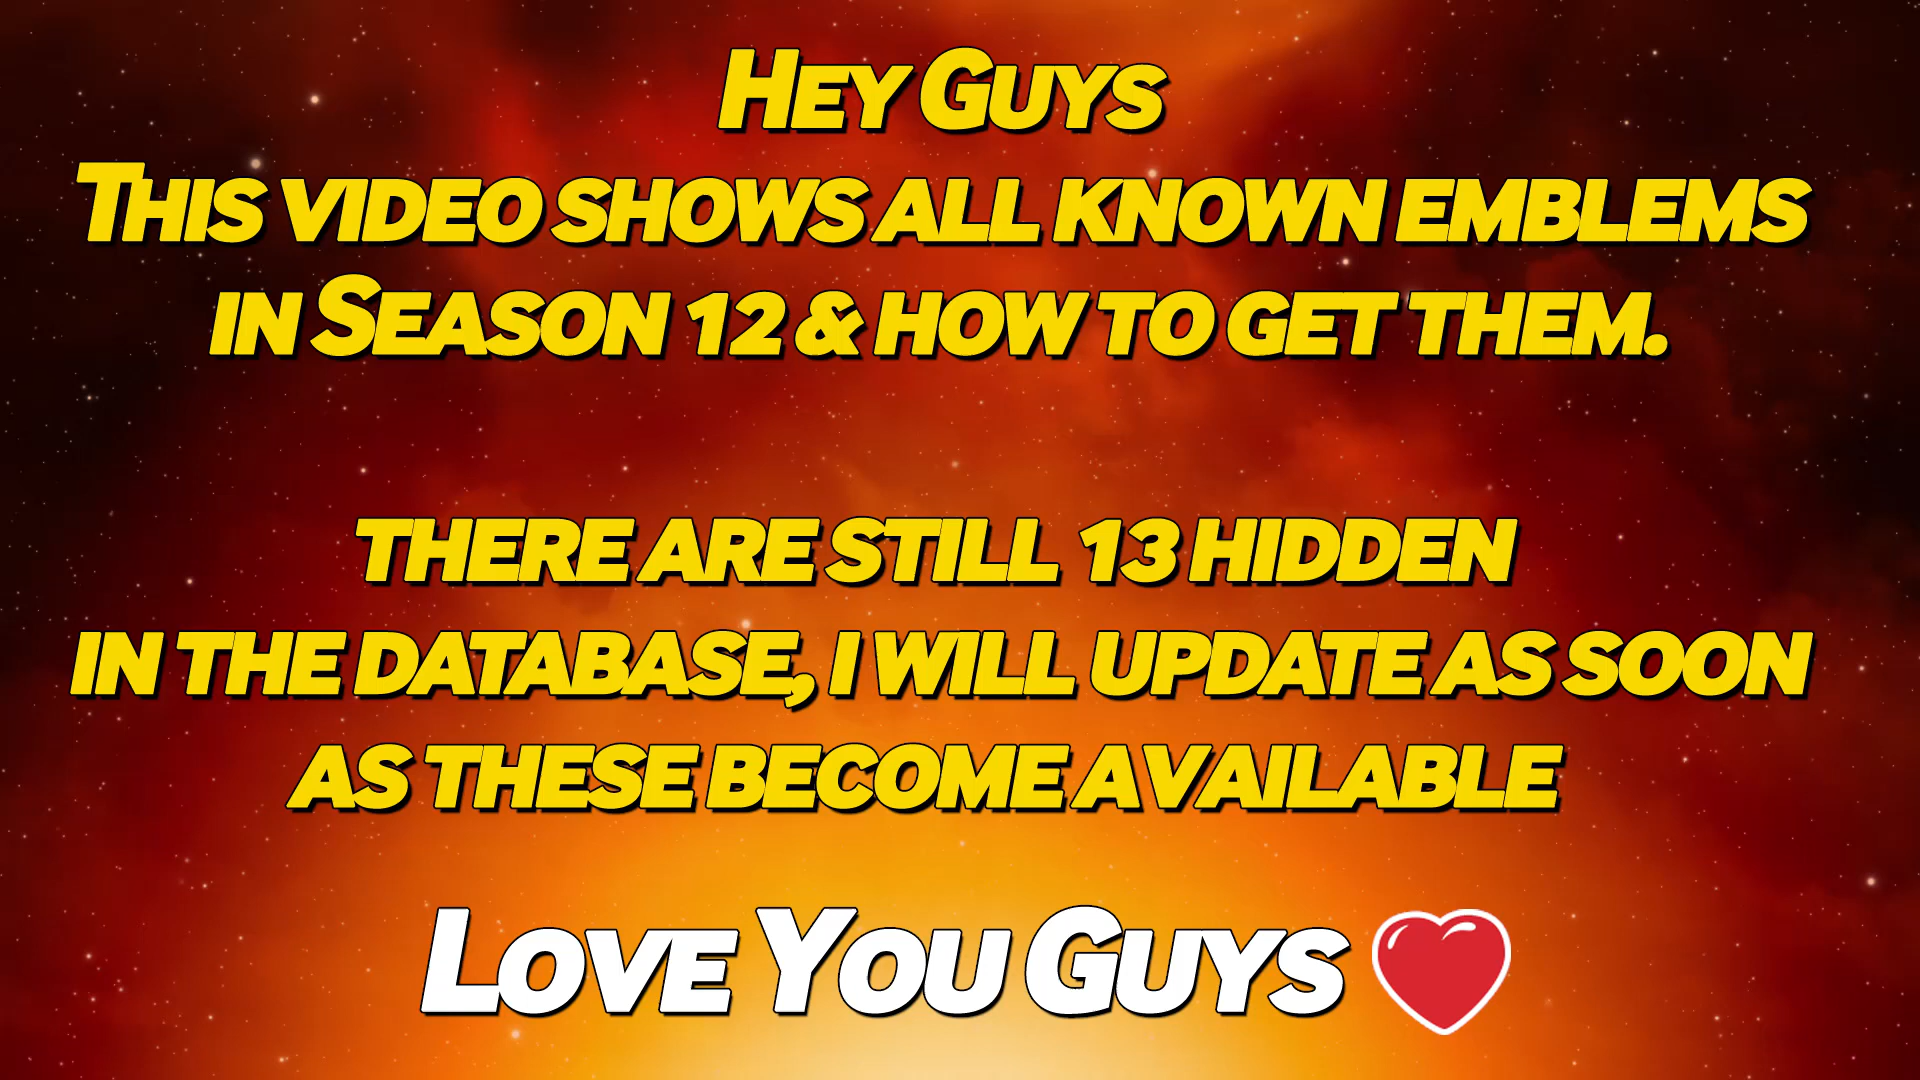 Hey Guys
This video shows all known emblems
in Season 12 & how to get them.
there are still 13 hidden
in the database, i will update as soon
as these become available
Love You Guys